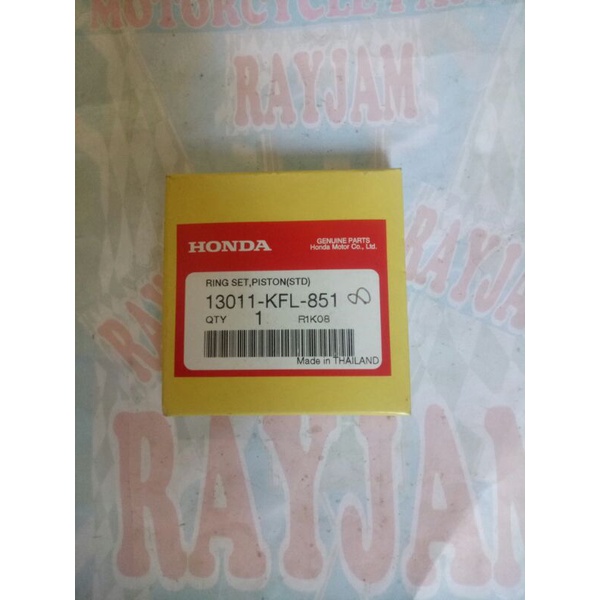 MOTORCYCLE PARTS
RAYJAM
HONDA
GENUINE PARTS
Honda Motor Co., Ltd.
RING SET,PISTON(STD)
13011-KFL-851
QTY 1 R1K08
Made in THAILAND
RAYJAM